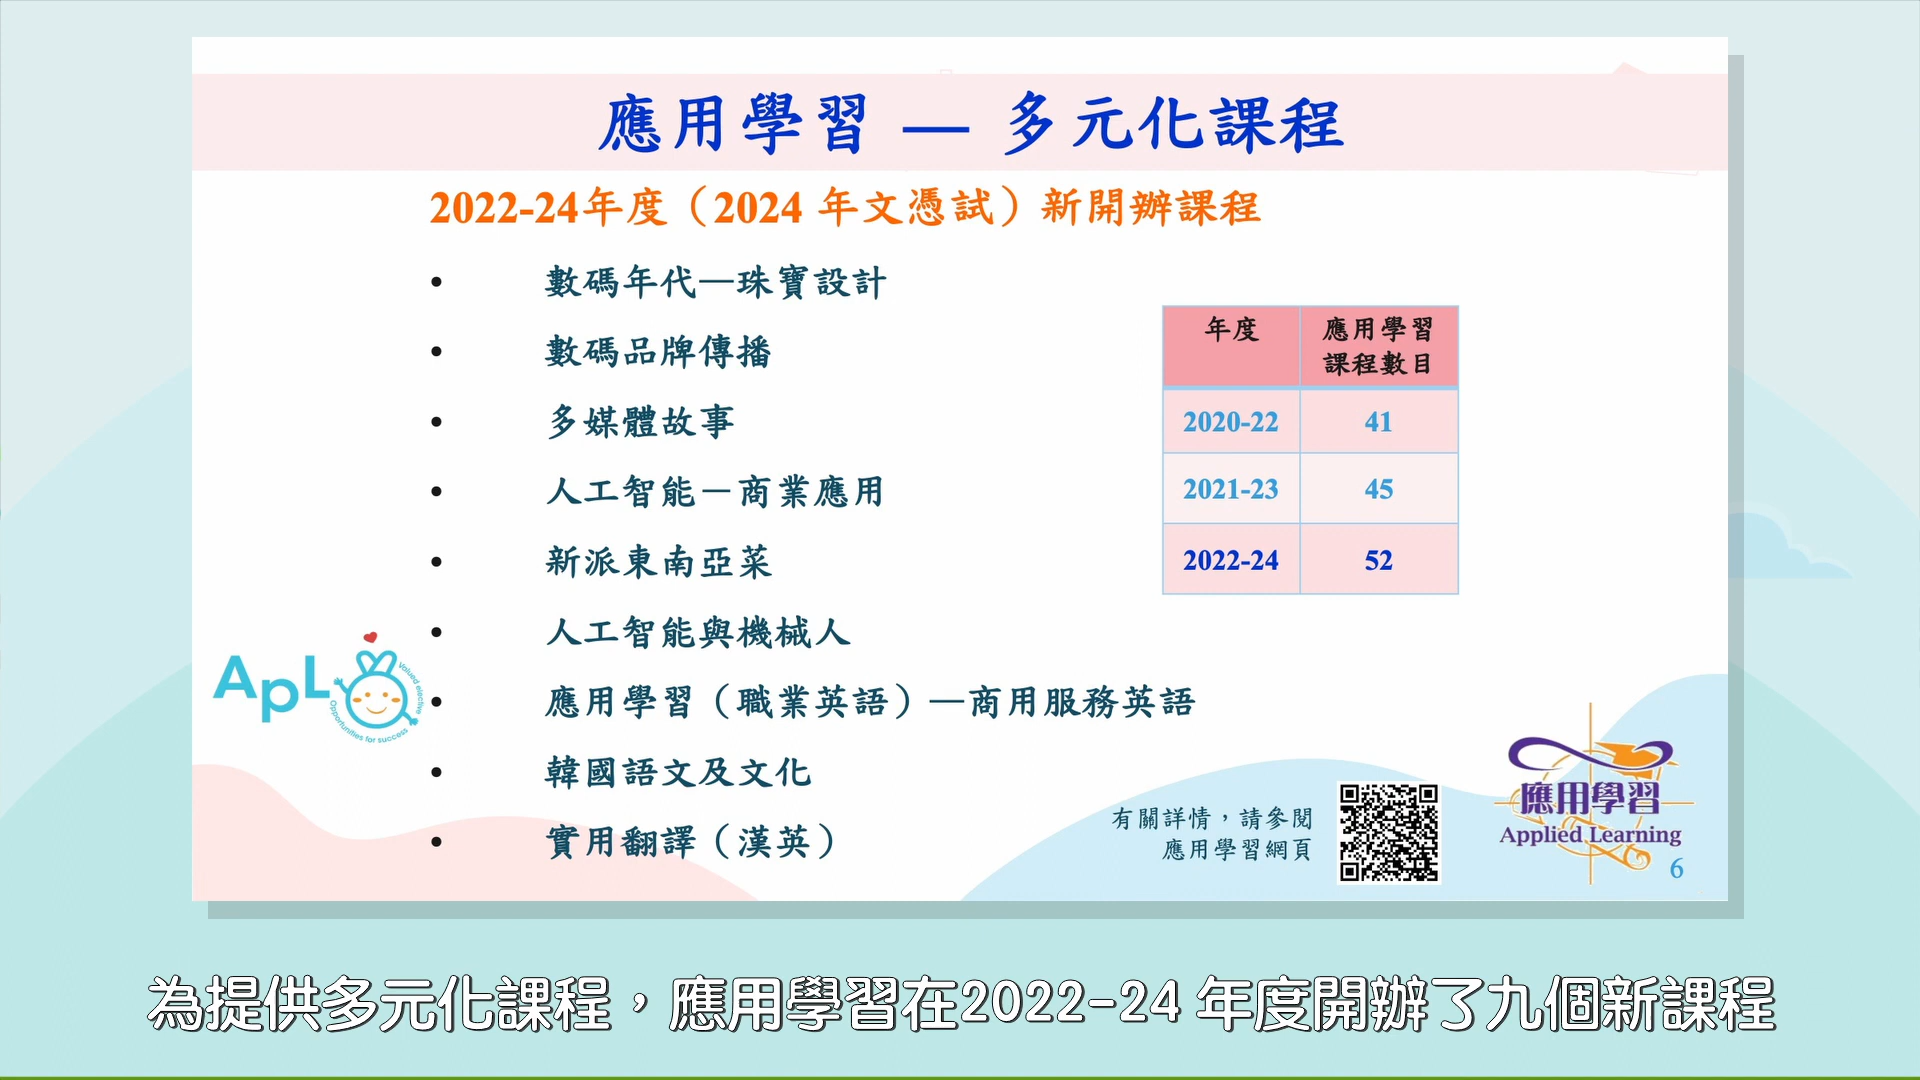 應用學習 — 多元化課程
2022-24年度（2024 年文憑試）新開辦課程
• 數碼年代—珠寶設計
• 數碼品牌傳播
• 多媒體故事
• 人工智能－商業應用
• 新派東南亞菜
• 人工智能與機械人
• 應用學習（職業英語）—商用服務英語
• 韓國語文及文化
• 實用翻譯（漢英）
年度 應用學習
課程數目
2020-22 41
2021-23 45
2022-24 52
ApL
Valued elective
Opportunities for success
有關詳情，請參閱
應用學習網頁
應用學習
Applied Learning
6
為提供多元化課程，應用學習在2022-24 年度開辦了九個新課程